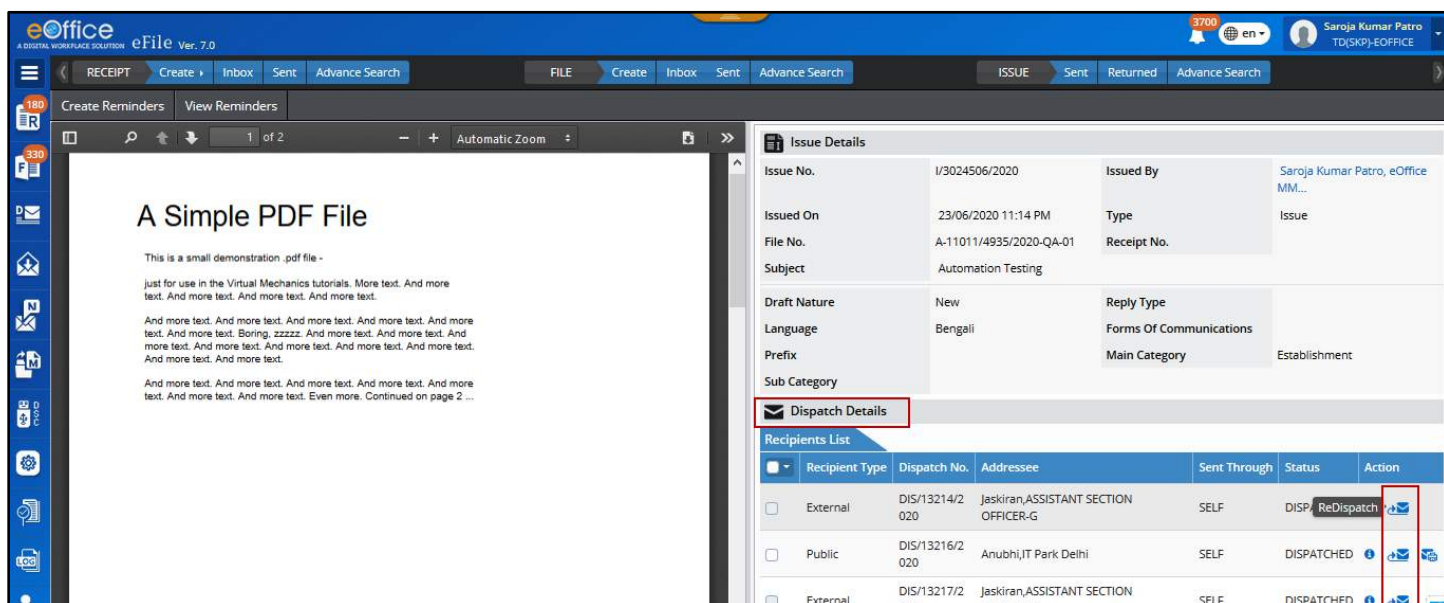 eOffice
A DIGITAL WORKPLACE SOLUTION eFile Ver. 7.0
3700
en
Saroja Kumar Patro
TD(SKP)-EOFFICE
RECEIPT Create Inbox Sent Advance Search FILE Create Inbox Sent Advance Search ISSUE Sent Returned Advance Search
180
R
Create Reminders View Reminders
1 of 2 Automatic Zoom
330
F
D
N
M
DSC
LOG
A Simple PDF File
This is a small demonstration .pdf file -
just for use in the Virtual Mechanics tutorials. More text. And more
text. And more text. And more text. And more text.
And more text. And more text. And more text. And more text. And more
text. And more text. Boring, zzzzz. And more text. And more text. And
more text. And more text. And more text. And more text. And more text.
And more text. And more text.
And more text. And more text. And more text. And more text. And more
text. And more text. And more text. Even more. Continued on page 2 ...
Issue Details
Issue No. I/3024506/2020 Issued By Saroja Kumar Patro, eOffice
MM...
Issued On 23/06/2020 11:14 PM Type Issue
File No. A-11011/4935/2020-QA-01 Receipt No.
Subject Automation Testing
Draft Nature New Reply Type
Language Bengali Forms Of Communications
Prefix Main Category Establishment
Sub Category
Dispatch Details
Recipients List
Recipient Type Dispatch No. Addressee Sent Through Status Action
External DIS/13214/2 Jaskiran,ASSISTANT SECTION SELF ReDispatch
020 OFFICER-G
Public DIS/13216/2 Anubhi,IT Park Delhi SELF DISPATCHED
020
External DIS/13217/2 Jaskiran,ASSISTANT SECTION SELF DISPATCHED